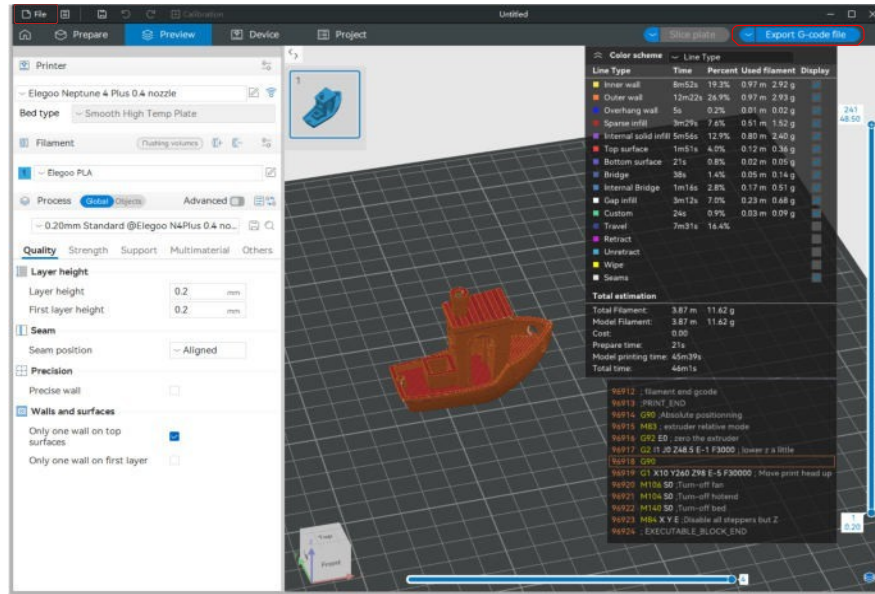 File Calibration Untitled
Prepare Preview Device Project Slice plate Export G-code file
Printer
Elegoo Neptune 4 Plus 0.4 nozzle
Bed type Smooth High Temp Plate
Filament Flushing volumes
1 Elegoo PLA
Process Global Objects Advanced
0.20mm Standard @Elegoo N4Plus 0.4 no...
Quality Strength Support Multimaterial Others
Layer height
Layer height 0.2 mm
First layer height 0.2 mm
Seam
Seam position Aligned
Precision
Precise wall
Walls and surfaces
Only one wall on top
surfaces
Only one wall on first layer
1
Color scheme Line Type
Line Type Time Percent Used filament Display
Inner wall 8m52s 19.3% 0.97 m 2.92 g
Outer wall 12m22s 26.9% 0.97 m 2.93 g
Overhang wall 5s 0.2% 0.01 m 0.02 g
Sparse infill 3m29s 7.6% 0.51 m 1.52 g
Internal solid infill 5m56s 12.9% 0.80 m 2.40 g
Top surface 1m51s 4.0% 0.12 m 0.36 g
Bottom surface 21s 0.8% 0.02 m 0.05 g
Bridge 38s 1.4% 0.05 m 0.14 g
Internal Bridge 1m16s 2.8% 0.17 m 0.51 g
Gap infill 3m12s 7.0% 0.23 m 0.68 g
Custom 24s 0.9% 0.03 m 0.09 g
Travel 7m31s 16.4%
Retract
Unretract
Wipe
Seams
Total estimation
Total Filament: 3.87 m 11.62 g
Model Filament: 3.87 m 11.62 g
Cost: 0.00
Prepare time: 21s
Model printing time: 45m39s
Total time: 46m1s
96912 ; filament end gcode
96913 ;PRINT_END
96914 G90 ;Absolute positionning
96915 M83 ; extruder relative mode
96916 G92 E0 ; zero the extruder
96917 G2 I1 J0 Z48.5 E-1 F3000 ; lower z a little
96918 G90
96919 G1 X10 Y260 Z98 E-5 F30000 ; Move print head up
96920 M106 S0 ;Turn-off fan
96921 M104 S0 ;Turn-off hotend
96922 M140 S0 ;Turn-off bed
96923 M84 X Y E ;Disable all steppers but Z
96924 ; EXECUTABLE_BLOCK_END
241
48.50
1
0.20
Top
Front
4